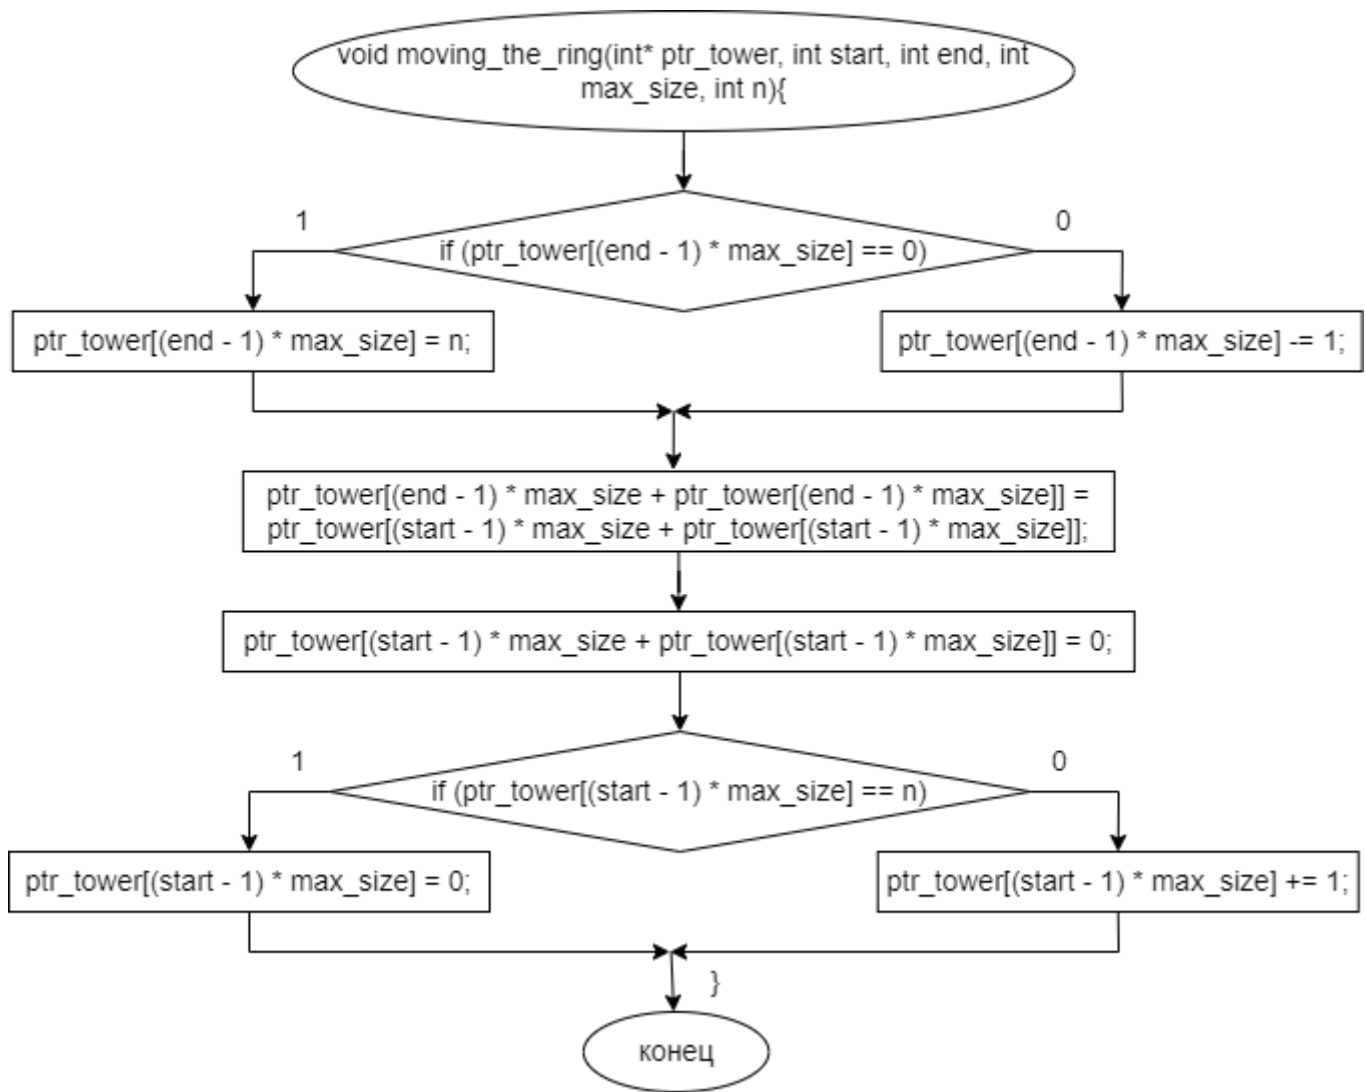 void moving_the_ring(int* ptr_tower, int start, int end, int
max_size, int n){
1
0
if (ptr_tower[(end - 1) * max_size] == 0)
ptr_tower[(end - 1) * max_size] = n;
ptr_tower[(end - 1) * max_size] -= 1;
ptr_tower[(end - 1) * max_size + ptr_tower[(end - 1) * max_size]] =
ptr_tower[(start - 1) * max_size + ptr_tower[(start - 1) * max_size]];
ptr_tower[(start - 1) * max_size + ptr_tower[(start - 1) * max_size]] = 0;
1
0
if (ptr_tower[(start - 1) * max_size] == n)
ptr_tower[(start - 1) * max_size] = 0;
ptr_tower[(start - 1) * max_size] += 1;
}
конец